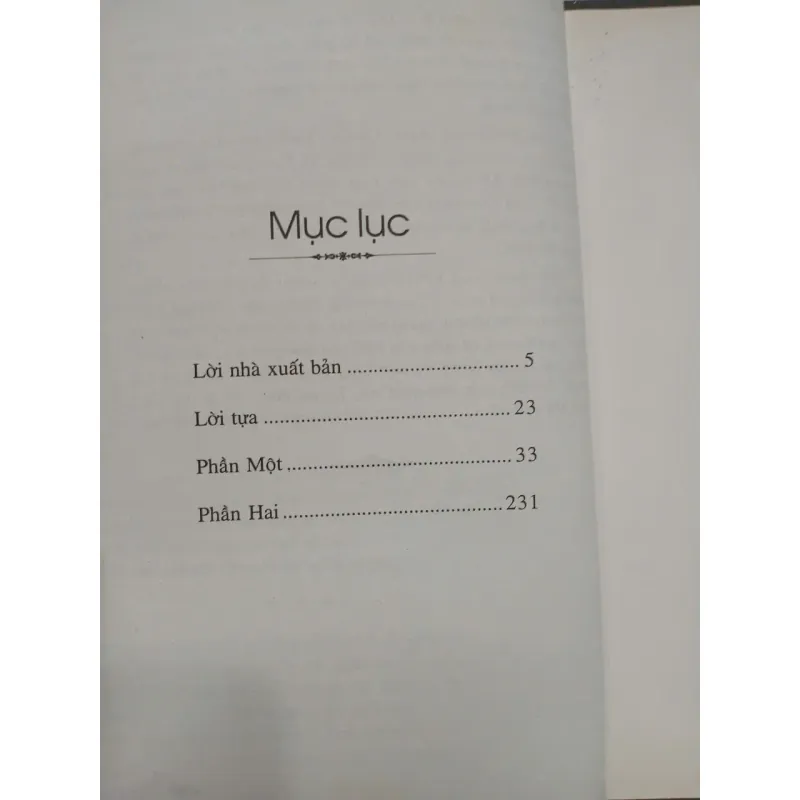 Mục lục
Lời nhà xuất bản ................................. 5
Lời tựa ............................................... 23
Phần Một ........................................... 33
Phần Hai .......................................... 231